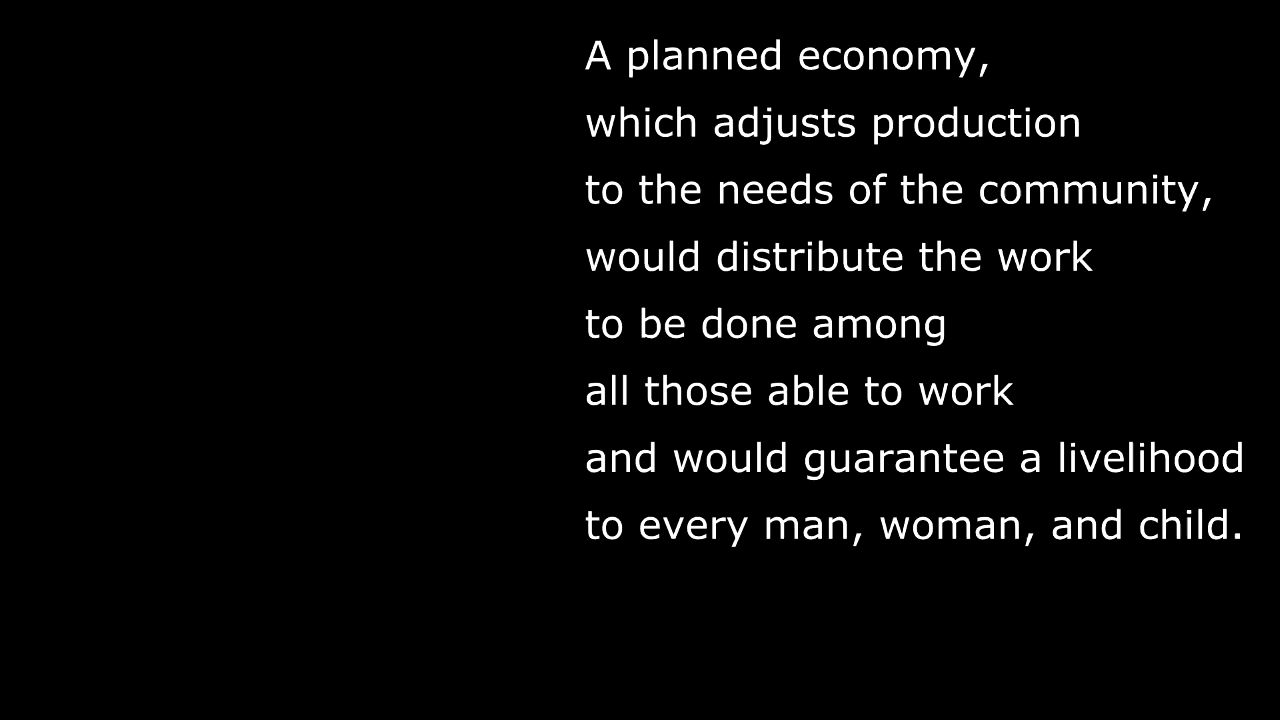 A planned economy,
which adjusts production
to the needs of the community,
would distribute the work
to be done among
all those able to work
and would guarantee a livelihood
to every man, woman, and child.